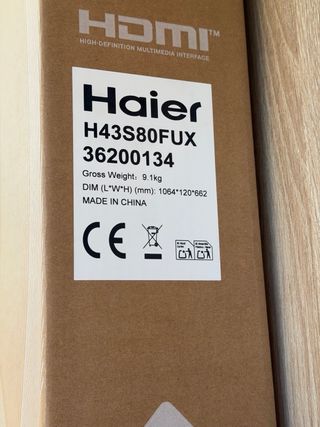 HDMI™
HIGH-DEFINITION MULTIMEDIA INTERFACE
Haier
H43S80FUX
36200134
Gross Weight: 9.1kg
DIM (L*W*H) (mm): 1064*120*662
MADE IN CHINA
CE